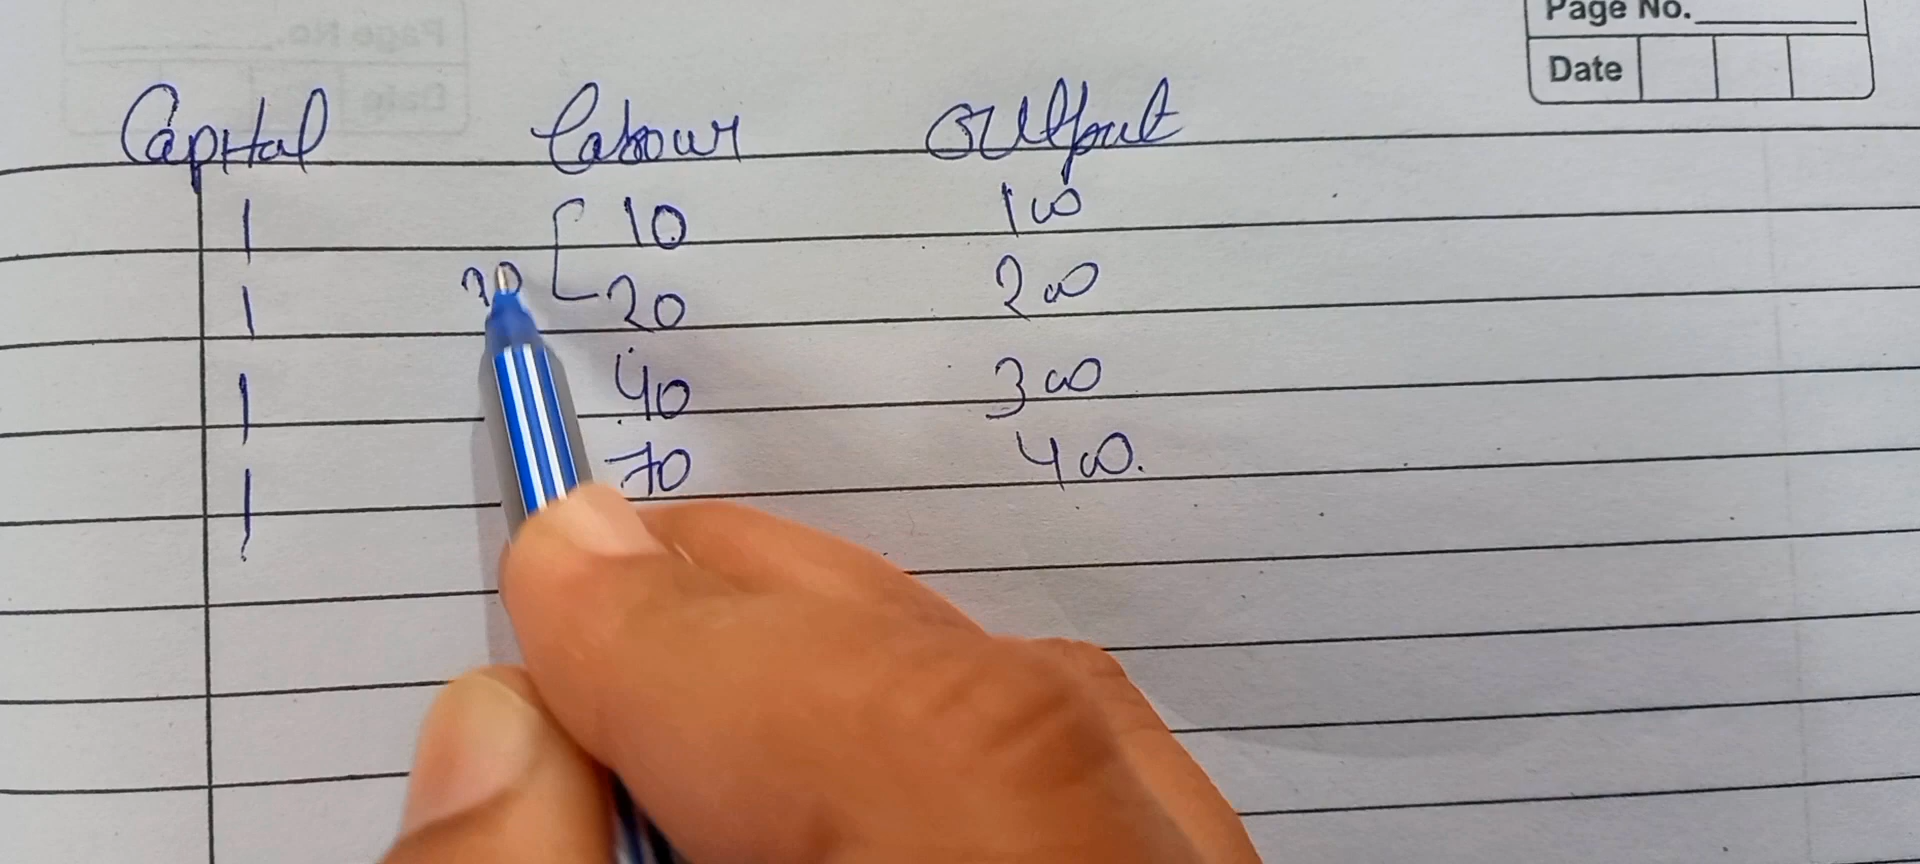 Page No.
Date
Capital Labour Output
1 10 100
1 20 200
1 40 300
1 70 400.